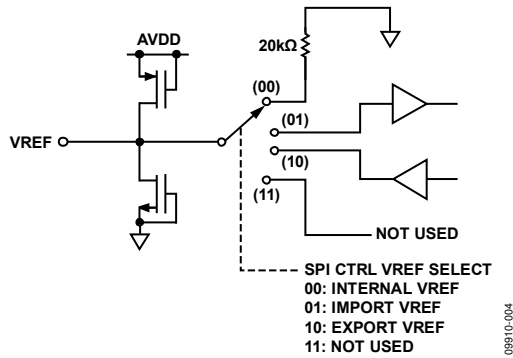 AVDD
20kΩ
(00)
(01)
VREF
(10)
(11)
NOT USED
SPI CTRL VREF SELECT
00: INTERNAL VREF
01: IMPORT VREF
10: EXPORT VREF
11: NOT USED
09910-004